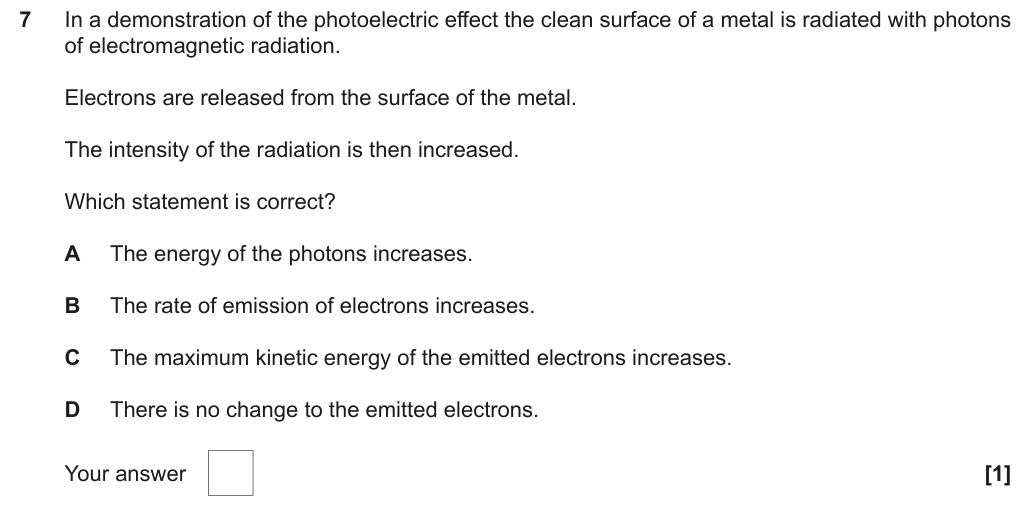 7 In a demonstration of the photoelectric effect the clean surface of a metal is radiated with photons
of electromagnetic radiation.
Electrons are released from the surface of the metal.
The intensity of the radiation is then increased.
Which statement is correct?
A The energy of the photons increases.
B The rate of emission of electrons increases.
C The maximum kinetic energy of the emitted electrons increases.
D There is no change to the emitted electrons.
Your answer [1]